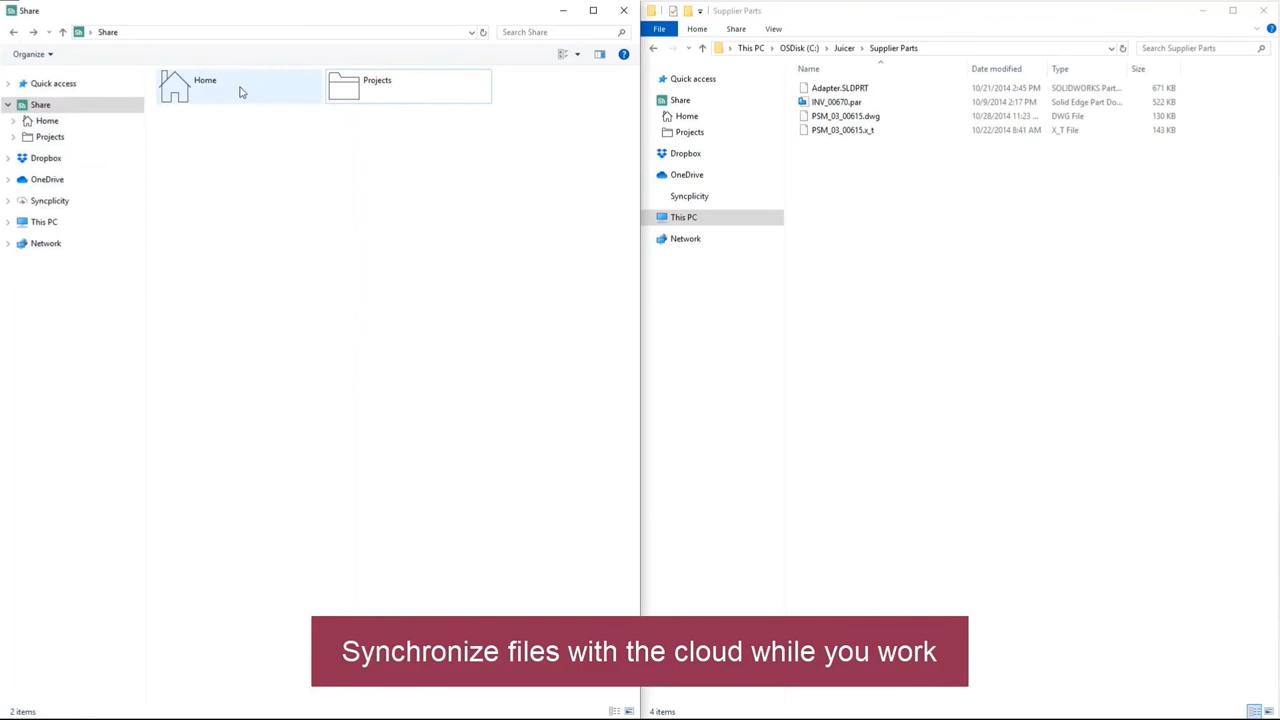 Share
Share
Search Share
Organize
Quick access
Share
Home
Projects
Dropbox
OneDrive
Syncplicity
This PC
Network
Home
Projects
2 items
Supplier Parts
File Home Share View
This PC OSDisk (C:) Juicer Supplier Parts
Search Supplier Parts
Quick access
Share
Home
Projects
Dropbox
OneDrive
Syncplicity
This PC
Network
Name Date modified Type Size
Adapter.SLDPRT 10/21/2014 2:45 PM SOLIDWORKS Part... 671 KB
INV_00670.par 10/9/2014 2:17 PM Solid Edge Part Do... 522 KB
PSM_03_00615.dwg 10/28/2014 11:23 ... DWG File 130 KB
PSM_03_00615.x_t 10/22/2014 8:41 AM X_T File 143 KB
4 items
Synchronize files with the cloud while you work